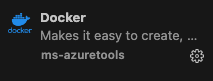 docker
Docker
Makes it easy to create, ...
ms-azuretools